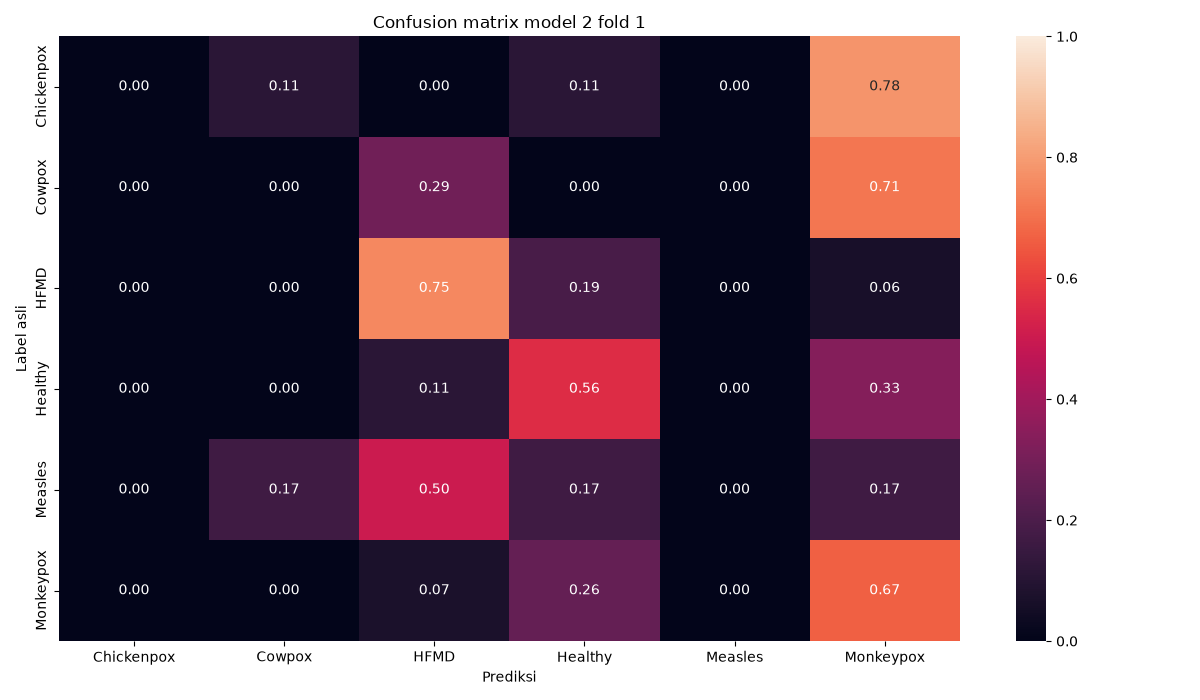 Confusion matrix model 2 fold 1
Chickenpox 0.00 0.11 0.00 0.11 0.00 0.78
Cowpox 0.00 0.00 0.29 0.00 0.00 0.71
HFMD 0.00 0.00 0.75 0.19 0.00 0.06
Healthy 0.00 0.00 0.11 0.56 0.00 0.33
Measles 0.00 0.17 0.50 0.17 0.00 0.17
Monkeypox 0.00 0.00 0.07 0.26 0.00 0.67
Label asli
Chickenpox Cowpox HFMD Healthy Measles Monkeypox
Prediksi
1.0
0.8
0.6
0.4
0.2
0.0